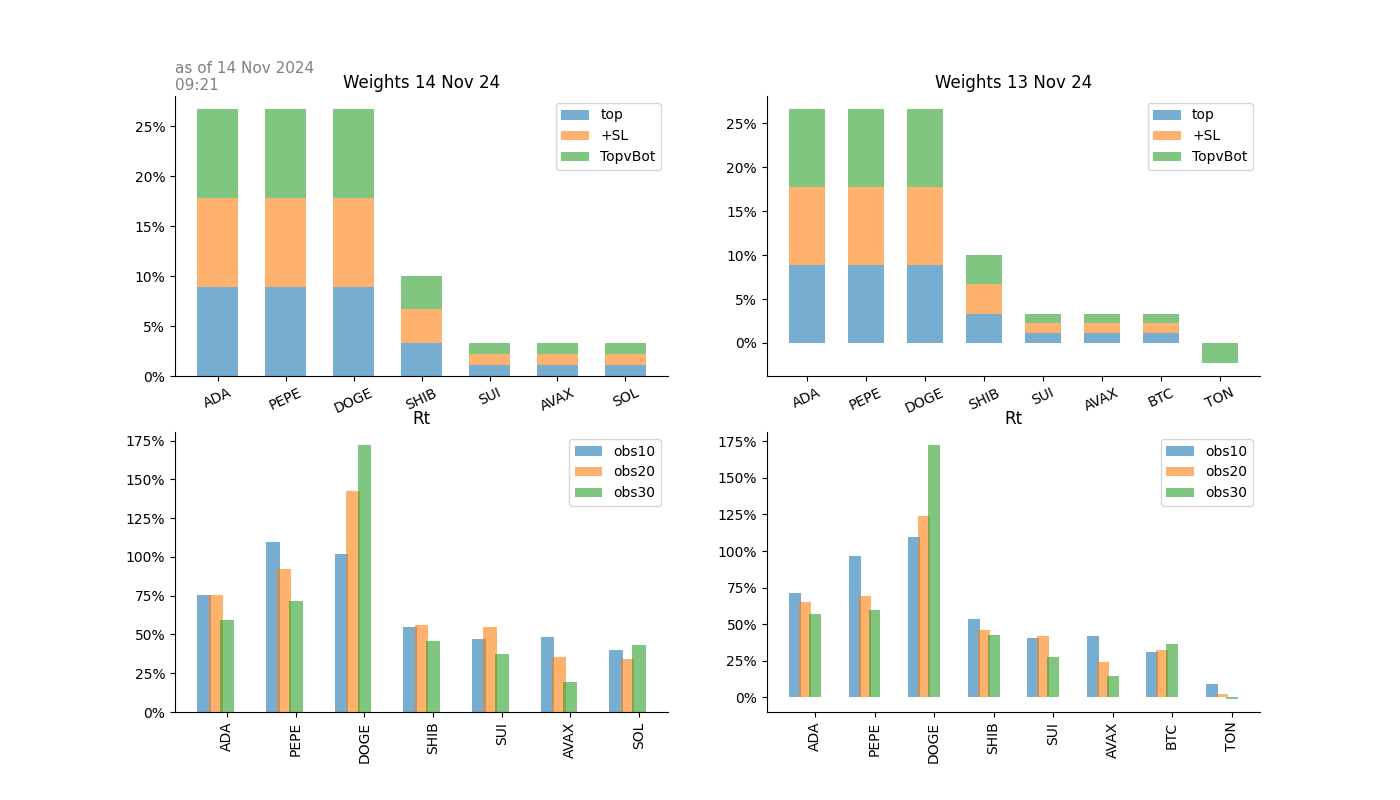 as of 14 Nov 2024
09:21
Weights 14 Nov 24
25%
20%
15%
10%
5%
0%
top
+SL
TopvBot
ADA
PEPE
DOGE
SHIB
SUI
AVAX
SOL
Weights 13 Nov 24
25%
20%
15%
10%
5%
0%
top
+SL
TopvBot
ADA
PEPE
DOGE
SHIB
SUI
AVAX
BTC
TON
Rt
175%
150%
125%
100%
75%
50%
25%
0%
obs10
obs20
obs30
ADA
PEPE
DOGE
SHIB
SUI
AVAX
SOL
Rt
175%
150%
125%
100%
75%
50%
25%
0%
obs10
obs20
obs30
ADA
PEPE
DOGE
SHIB
SUI
AVAX
BTC
TON